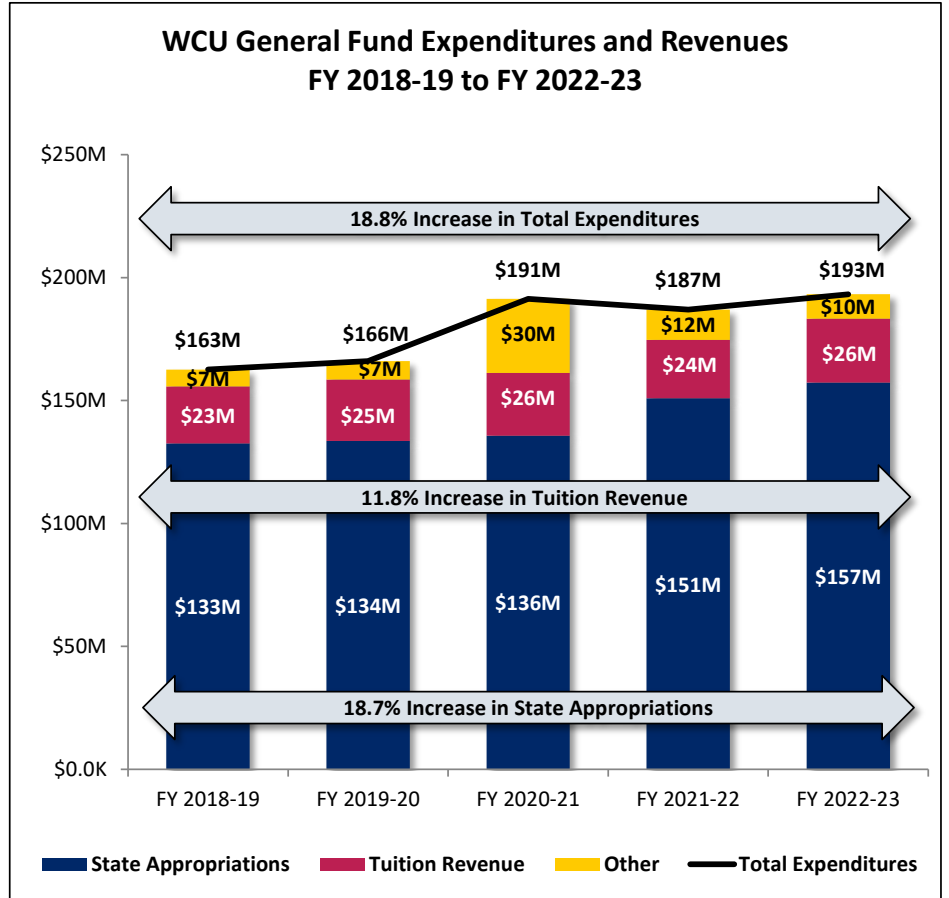 WCU General Fund Expenditures and Revenues
FY 2018-19 to FY 2022-23
$250M
18.8% Increase in Total Expenditures
$200M
$163M
$166M
$191M
$187M
$193M
$7M
$7M
$30M
$12M
$10M
$150M
$23M
$25M
$26M
$24M
$26M
11.8% Increase in Tuition Revenue
$100M
$133M
$134M
$136M
$151M
$157M
$50M
18.7% Increase in State Appropriations
$0.0K
FY 2018-19
FY 2019-20
FY 2020-21
FY 2021-22
FY 2022-23
State Appropriations
Tuition Revenue
Other
Total Expenditures